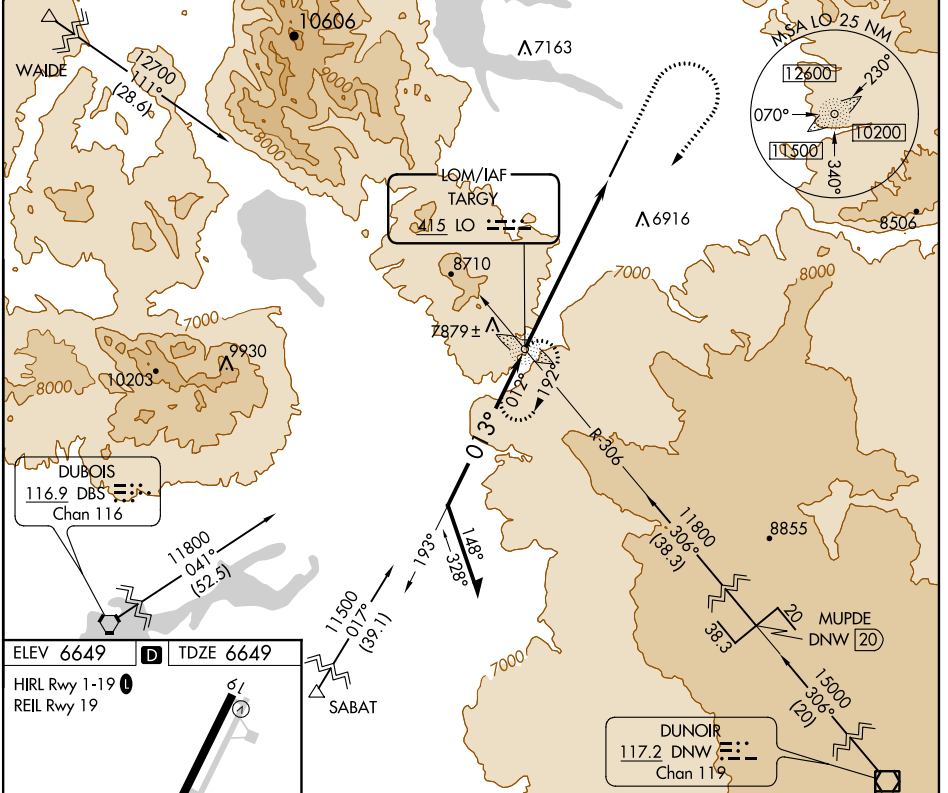 10606
7163
MSA LO 25 NM
WAIDE
12700
111°
(28.6)
9000
8000
12600
230°
070°
10200
11500
340°
LOM/IAF
TARGY
415 LO
6916
8506
8710
7000
8000
7879±
7000
9930
10203
8000
012°
192°
013°
R-306
DUBOIS
116.9 DBS
Chan 116
11800
041°
(52.5)
193°
148°
328°
11800
306°
(38.3)
8855
11500
017°
(39.1)
20
38.3
MUPDE
DNW 20
ELEV 6649
D
TDZE 6649
HIRL Rwy 1-19 L
REIL Rwy 19
19
SABAT
7000
15000
306°
(20)
DUNOIR
117.2 DNW
Chan 119